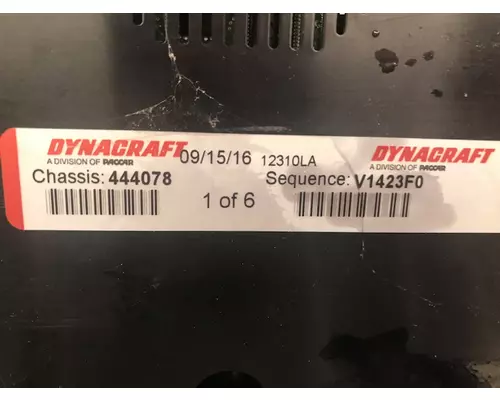 DYNACRAFT 09/15/16 12310LA DYNACRAFT
A DIVISION OF PACCAR A DIVISION OF PACCAR
Chassis: 444078 Sequence: V1423F0
1 of 6